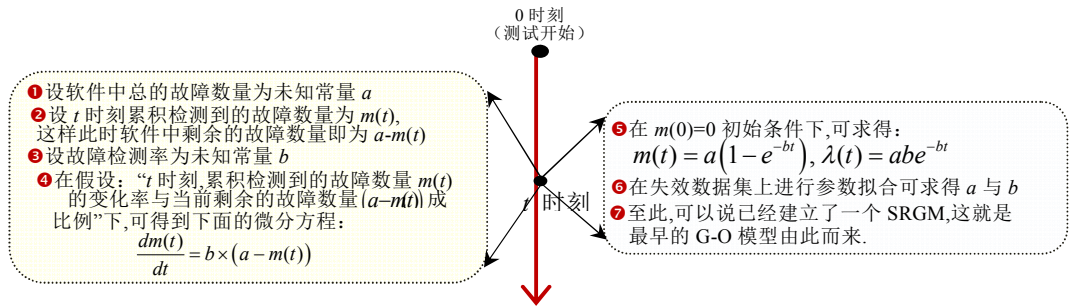 0 时刻
（测试开始）
❶设软件中总的故障数量为未知常量 a
❷设 t 时刻累积检测到的故障数量为 m(t),
这样此时软件中剩余的故障数量即为 a-m(t)
❸设故障检测率为未知常量 b
❹在假设：“t 时刻,累积检测到的故障数量 m(t)
的变化率与当前剩余的故障数量(a−m(t))成
比例”下,可得到下面的微分方程：
dm(t)/dt = b×(a−m(t))
t 时刻
❺在 m(0)=0 初始条件下,可求得：
m(t) = a(1−e^{−bt}), λ(t) = abe^{−bt}
❻在失效数据集上进行参数拟合可求得 a 与 b
❼至此,可以说已经建立了一个 SRGM,这就是
最早的 G-O 模型由此而来.